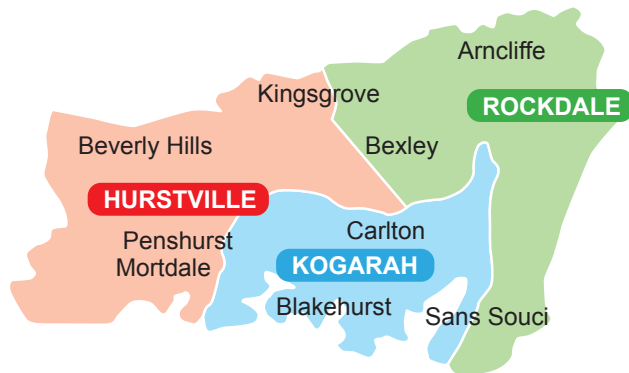 Arncliffe
Kingsgrove
ROCKDALE
Beverly Hills
Bexley
HURSTVILLE
Carlton
Penshurst
KOGARAH
Mortdale
Blakehurst
Sans Souci